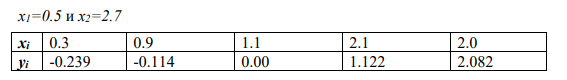 x1=0.5 и x2=2.7
xi 0.3 0.9 1.1 2.1 2.0
yi -0.239 -0.114 0.00 1.122 2.082